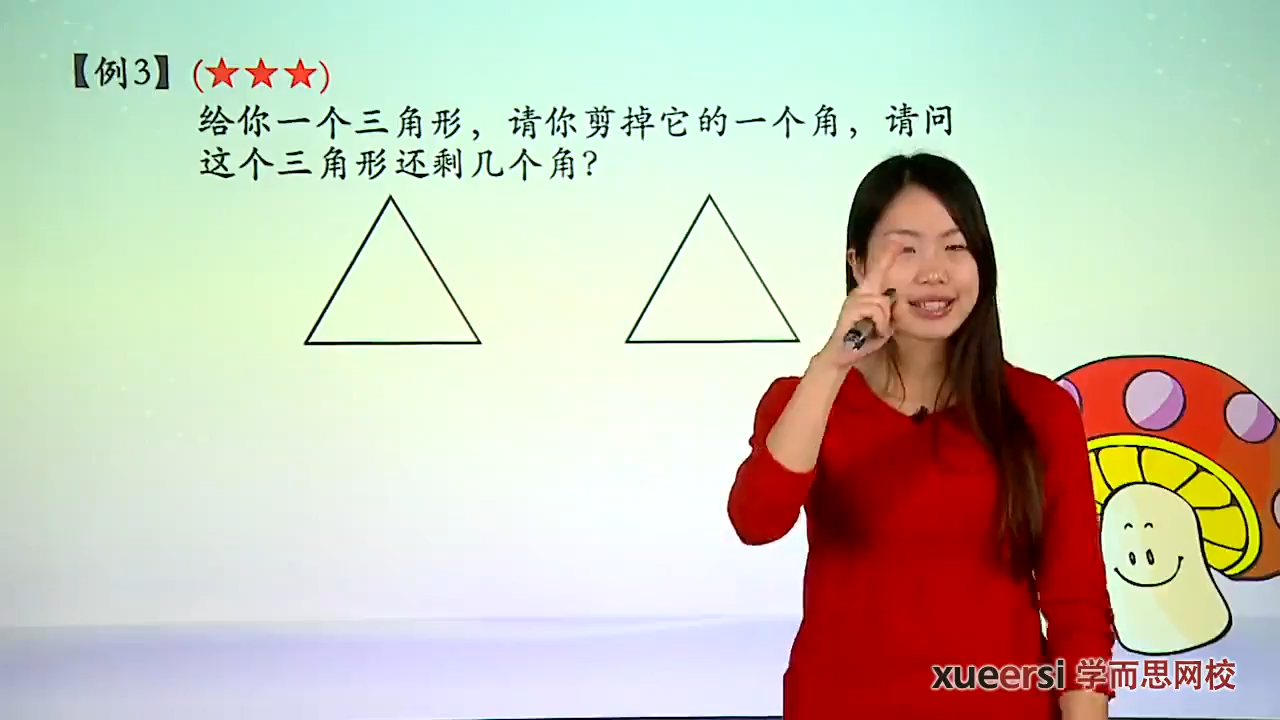 【例3】(★★★)
给你一个三角形，请你剪掉它的一个角，请问
这个三角形还剩几个角？
xueersi 学而思网校